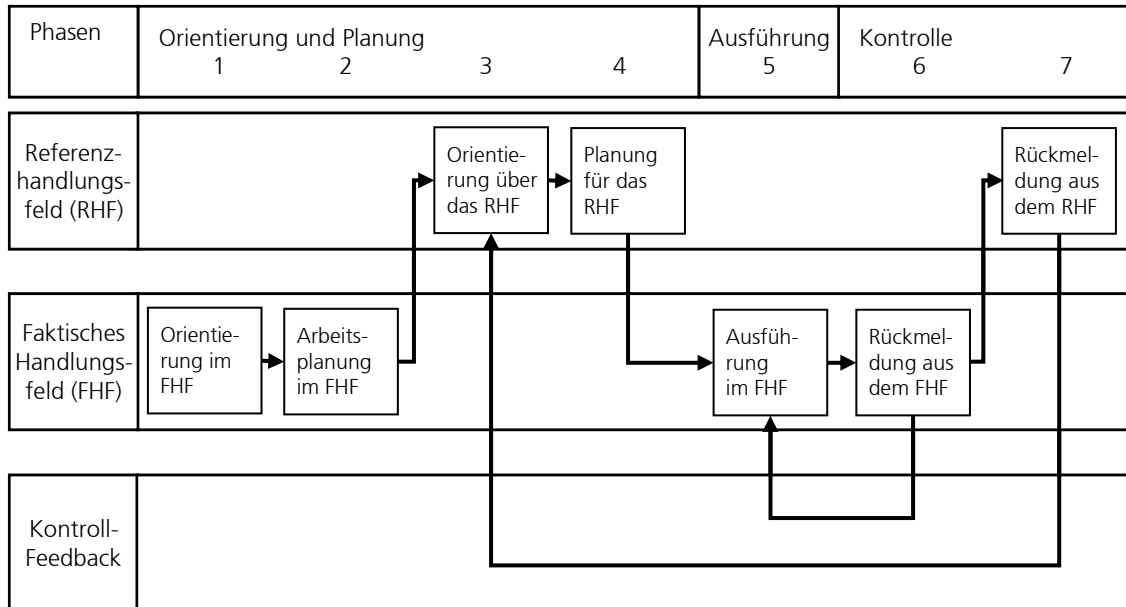 Phasen
Orientierung und Planung
Ausführung
Kontrolle
1 2 3 4 5 6 7
Referenz-
handlungs-
feld (RHF)
Orientie-
rung über
das RHF
Planung
für das
RHF
Rückmel-
dung aus
dem RHF
Faktisches
Handlungs-
feld (FHF)
Orientie-
rung im
FHF
Arbeits-
planung
im FHF
Ausfüh-
rung
im FHF
Rückmel-
dung aus
dem FHF
Kontroll-
Feedback